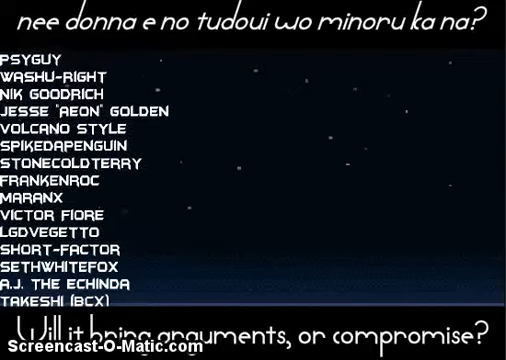 nee donna e no tudoui wo minoru ka na?
PSYGUY
WASHU-RIGHT
NIK GOODRICH
JESSE "AEON" GOLDEN
VOLCANO STYLE
SPIKEDAPENGUIN
STONECOLDTERRY
FRANKENROC
MARANX
VICTOR FIORE
LGDVEGETTO
SHORT-FACTOR
SETHWHITEFOX
A.J. THE ECHINDA
TAKESHI (BCX)
Will it bring arguments, or compromise?
Screencast-O-Matic.com